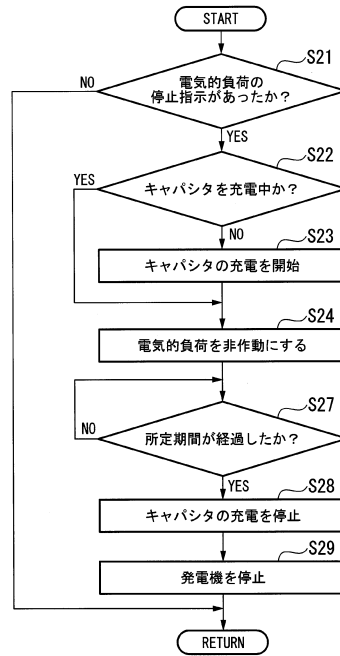 START
S21
NO
電気的負荷の
停止指示があったか？
YES
S22
YES
キャパシタを充電中か？
NO
S23
キャパシタの充電を開始
S24
電気的負荷を非作動にする
S27
NO
所定期間が経過したか？
YES
S28
キャパシタの充電を停止
S29
発電機を停止
RETURN